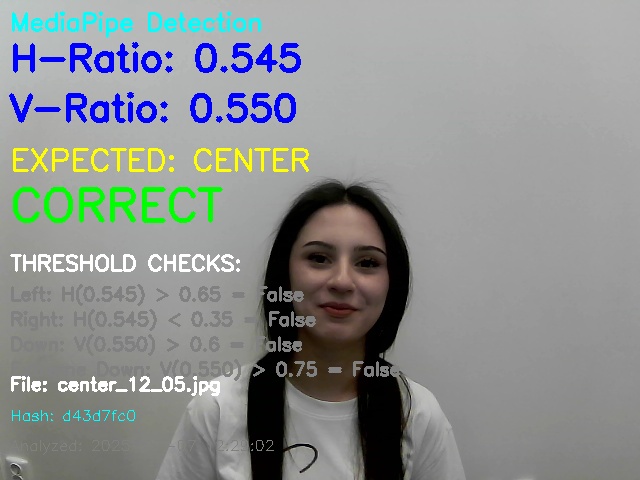 MediaPipe Detection
H-Ratio: 0.545
V-Ratio: 0.550
EXPECTED: CENTER
CORRECT
THRESHOLD CHECKS:
Left: H(0.545) > 0.65 = False
Right: H(0.545) < 0.35 = False
Down: V(0.550) > 0.6 = False
Down: V(0.550) > 0.75 = False
File: center_12_05.jpg
Hash: d43d7fc0
Analyzed: